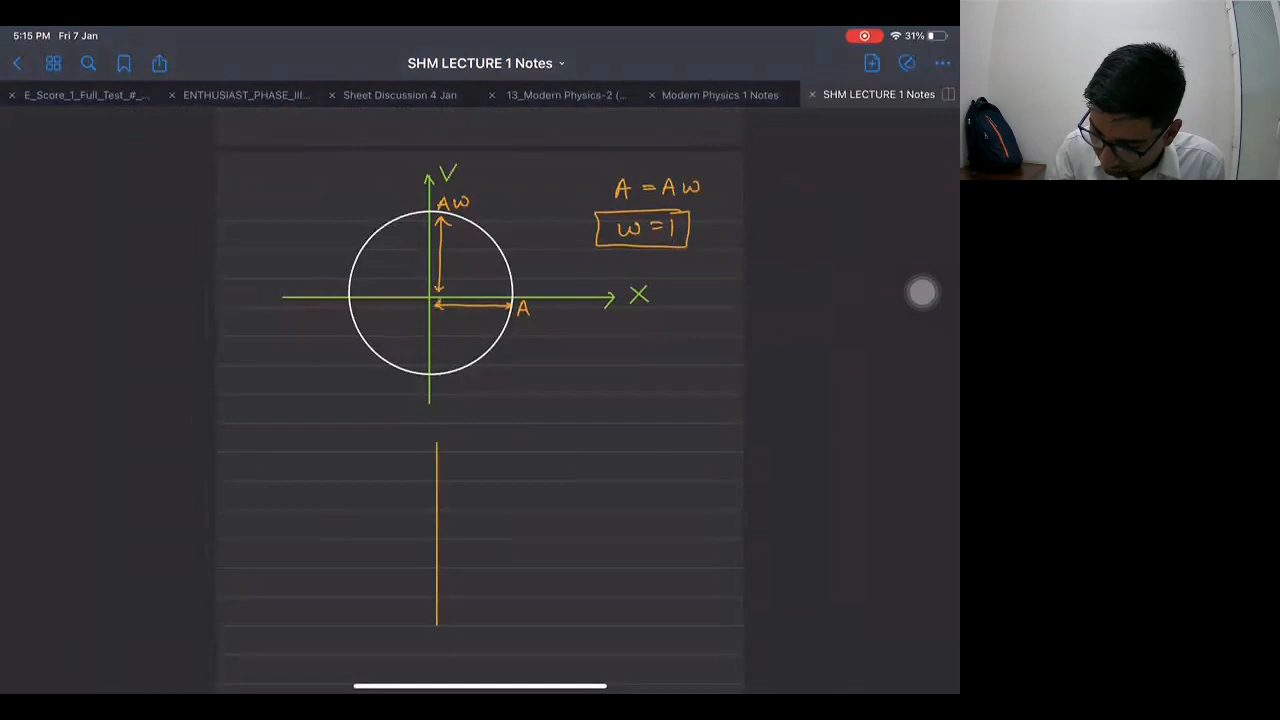 5:15 PM Fri 7 Jan
31%
SHM LECTURE 1 Notes
E_Score_1_Full_Test_#_...
ENTHUSIAST_PHASE_III...
Sheet Discussion 4 Jan
13_Modern Physics-2 (...
Modern Physics 1 Notes
SHM LECTURE 1 Notes
V
Aω
A = Aω
ω = 1
X
A